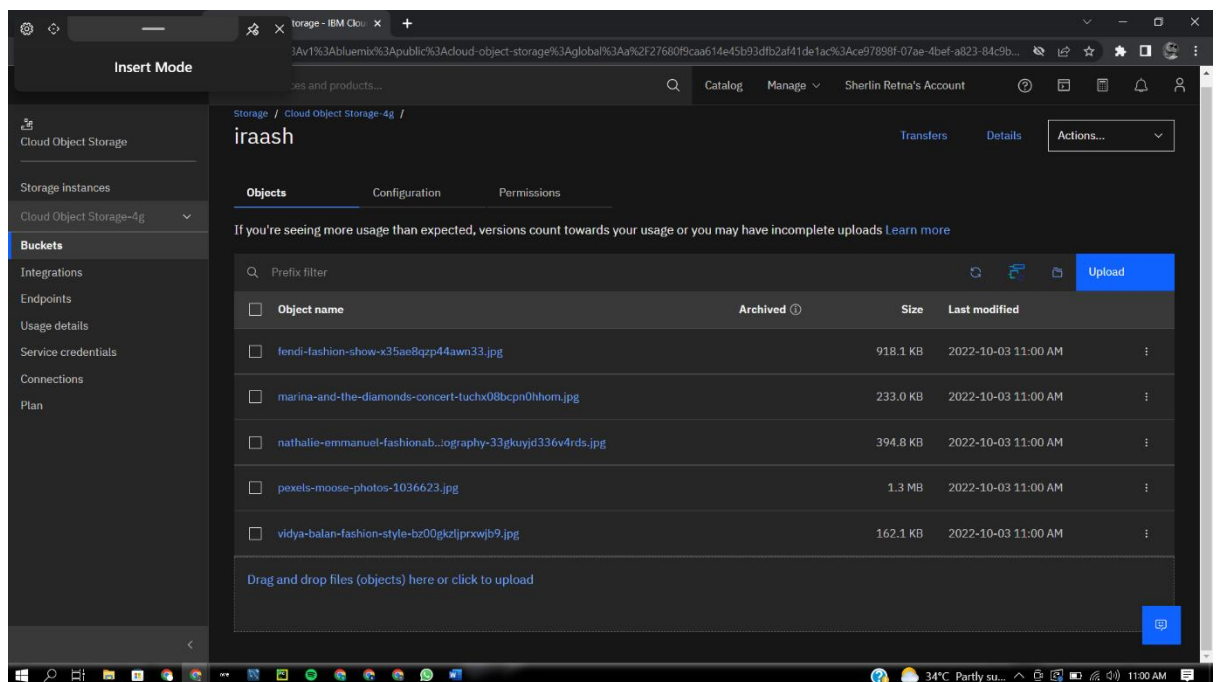 torage - IBM Clou
Insert Mode
3Av1%3Abluemix%3Apublic%3Acloud-object-storage%3Aglobal%3Aa%2F27680f9caa614e45b93dfb2af41de1ac%3Ace97898f-07ae-4bef-a823-84c9b...
ces and products...
Catalog Manage Sherlin Retna's Account
Cloud Object Storage
Storage instances
Cloud Object Storage-4g
Buckets
Integrations
Endpoints
Usage details
Service credentials
Connections
Plan
Storage / Cloud Object Storage-4g /
iraash
Transfers Details Actions...
Objects Configuration Permissions
If you're seeing more usage than expected, versions count towards your usage or you may have incomplete uploads Learn more
Prefix filter Upload
Object name Archived Size Last modified
fendi-fashion-show-x35ae8qzp44awn33.jpg 918.1 KB 2022-10-03 11:00 AM
marina-and-the-diamonds-concert-tuchx08bcpn0hhom.jpg 233.0 KB 2022-10-03 11:00 AM
nathalie-emmanuel-fashionab..:ography-33gkuyjd336v4rds.jpg 394.8 KB 2022-10-03 11:00 AM
pexels-moose-photos-1036623.jpg 1.3 MB 2022-10-03 11:00 AM
vidya-balan-fashion-style-bz00gkzljprxwjb9.jpg 162.1 KB 2022-10-03 11:00 AM
Drag and drop files (objects) here or click to upload
34°C Partly su... 11:00 AM